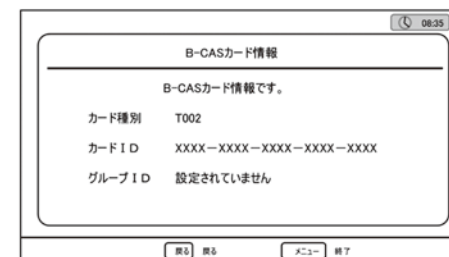 08:35
B-CASカード情報
B-CASカード情報です。
カード種別 T002
カードＩＤ XXXX－XXXX－XXXX－XXXX－XXXX
グループＩＤ 設定されていません
戻る 戻る メニュー 終了